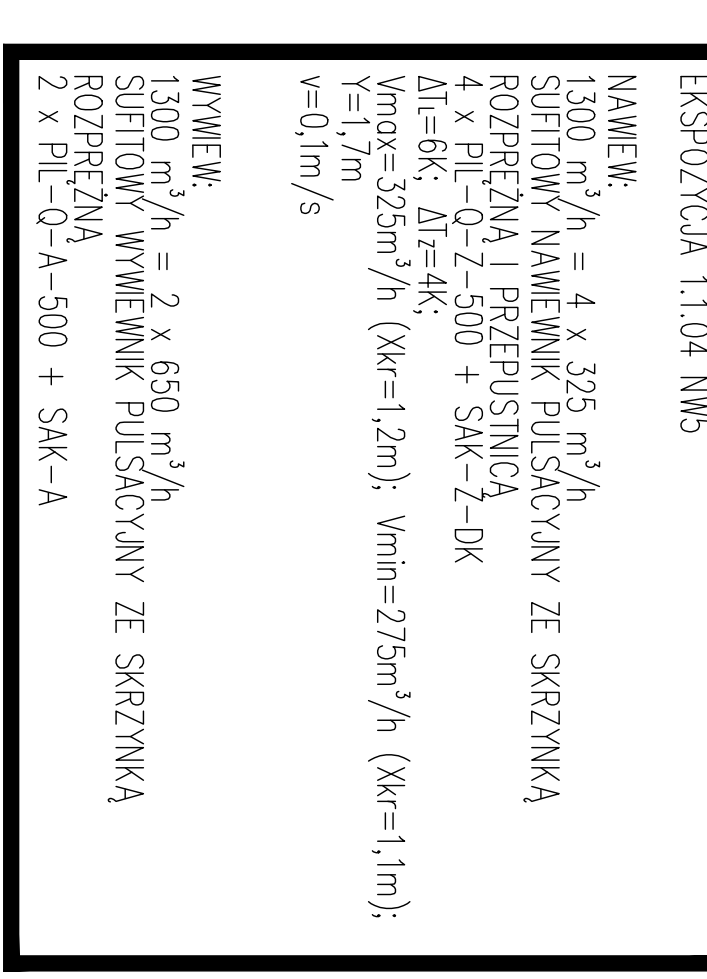 EKSPOZYCJA 1.1.04 NW5
NAWIEW:
1300 m³/h = 4 x 325 m³/h
SUFITOWY NAWIEWNIK PULSACYJNY ZE SKRZYNKĄ
ROZPRĘŻNĄ I PRZEPUSTNICĄ
4 x PIL-Q-Z-500 + SAK-Z-DK
ΔTL=6K; ΔTz=4K;
Vmax=325m³/h (Xkr=1,2m); Vmin=275m³/h (Xkr=1,1m);
Y=1,7m
v=0,1m/s
WYWIEW:
1300 m³/h = 2 x 650 m³/h
SUFITOWY WYWIEWNIK PULSACYJNY ZE SKRZYNKĄ
ROZPRĘŻNĄ
2 x PIL-Q-A-500 + SAK-A